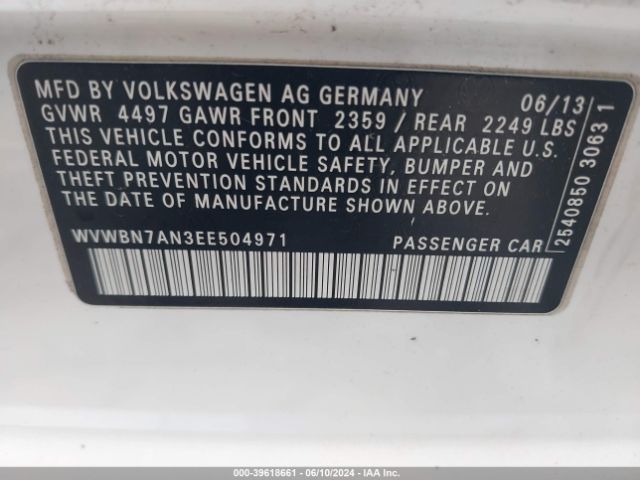 MFD BY VOLKSWAGEN AG GERMANY 06/13
GVWR 4497 GAWR FRONT 2359 / REAR 2249 LBS
THIS VEHICLE CONFORMS TO ALL APPLICABLE U.S.
FEDERAL MOTOR VEHICLE SAFETY, BUMPER AND
THEFT PREVENTION STANDARDS IN EFFECT ON
THE DATE OF MANUFACTURE SHOWN ABOVE.
WVWBN7AN3EE504971 PASSENGER CAR
2540850 30631
000-39618661 - 06/10/2024 - IAA Inc.